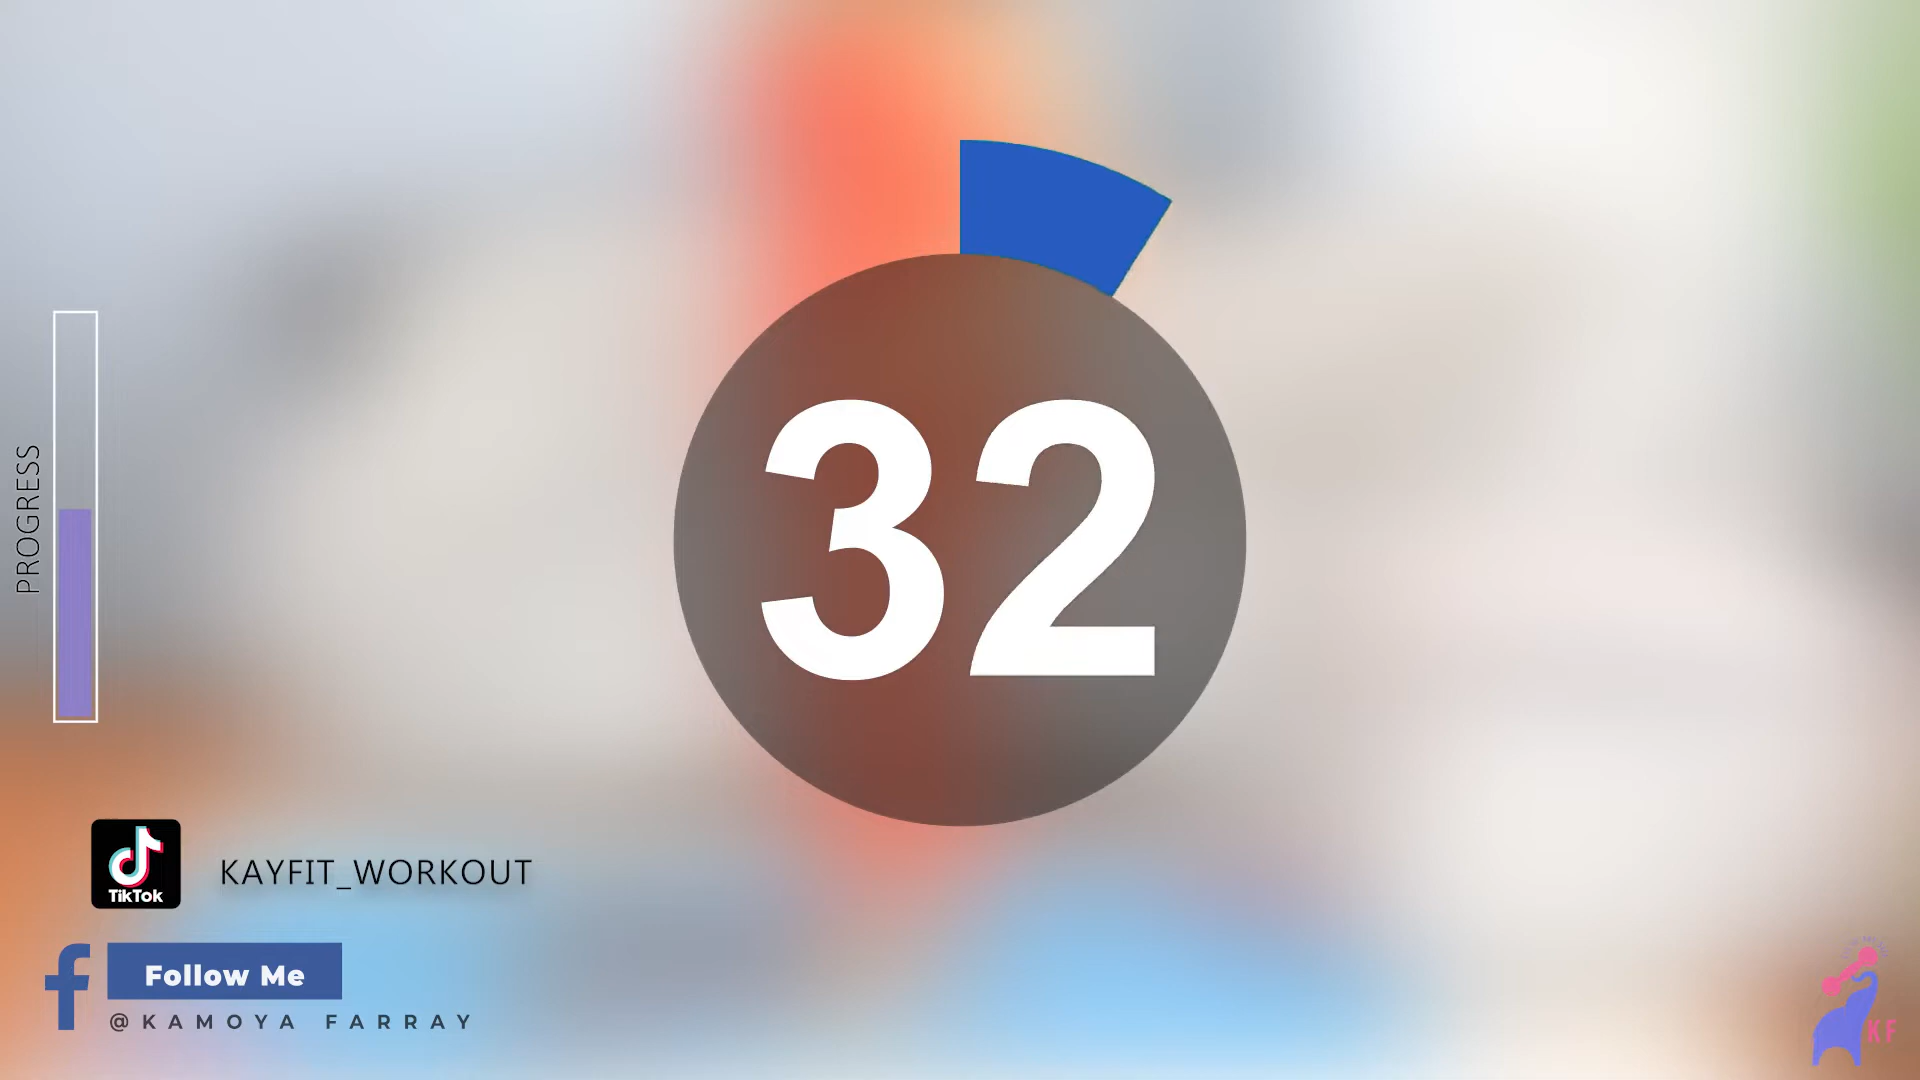 PROGRESS
32
TikTok
KAYFIT_WORKOUT
f
Follow Me
@KAMOYA FARRAY
KF